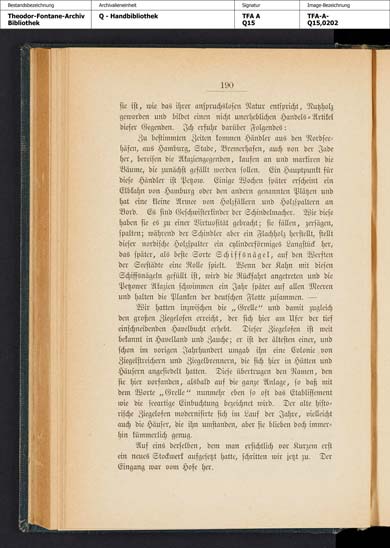 Bestandsbezeichnung
Archivalieneinheit
Signatur
Image-Bezeichnung
Theodor-Fontane-Archiv
Bibliothek
Q - Handbibliothek
TFA A
Q15
TFA-A-
Q15,0202
190
sie ist, wie das ihrer anspruchslosen Natur entspricht, Nutzholz
geworden und bildet einen nicht unerheblichen Handels-Artikel
dieser Gegenden. Ich erfuhr darüber Folgendes:
Zu bestimmten Zeiten kommen Händler aus den Nordsee-
häfen, aus Hamburg, Stade, Bremerhafen, auch von der Jade
her, bereisen die Akaziengegenden, kaufen an und markiren die
Bäume, die zunächst gefällt werden sollen. Ein Hauptpunkt für
diese Händler ist Petzow. Einige Wochen später erscheint ein
Elbkahn von Hamburg oder den andern genannten Plätzen und
hat eine kleine Armee von Holzfällern und Holzspaltern an
Bord. Es sind Geschwisterkinder der Schindelmacher. Wie diese
haben sie es zu einer Virtuosität gebracht; sie fällen, zersägen,
spalten; während der Schindler aber ein Flachholz herstellt, stellt
dieser nordische Holzspalter ein cylinderförmiges Langstück her,
das später, als beste Sorte Schiffsnägel, auf den Werften
der Seestädte eine Rolle spielt. Wenn der Kahn mit diesen
Schiffsnägeln gefüllt ist, wird die Rückfahrt angetreten und die
Petzower Akazien schwimmen ein Jahr später auf allen Meeren
und halten die Planken der deutschen Flotte zusammen. —
Wir hatten inzwischen die „Grelle“ und damit zugleich
den großen Ziegelofen erreicht, der sich hier am Ufer der tief
einschneidenden Havelbucht erhebt. Dieser Ziegelofen ist weit
bekannt in Havelland und Zauche; er ist der ältesten einer, und
schon im vorigen Jahrhundert umgab ihn eine Colonie von
Ziegelstreichern und Ziegelbrennern, die sich hier in Hütten und
Häusern angesiedelt hatten. Diese übertrugen den Namen, den
sie hier vorfanden, alsbald auf die ganze Anlage, so daß mit
dem Worte „Grelle“ nunmehr eben so oft das Etablissement
wie die seeartige Einbuchtung bezeichnet wird. Der alte histo-
rische Ziegelofen modernisirte sich im Lauf der Jahre, vielleicht
auch die Häuser, die ihn umstanden, aber sie blieben doch immer-
hin kümmerlich genug.
Auf eins derselben, dem man ersichtlich vor Kurzem erst
ein neues Stockwerk aufgesetzt hatte, schritten wir jetzt zu. Der
Eingang war vom Hofe her.